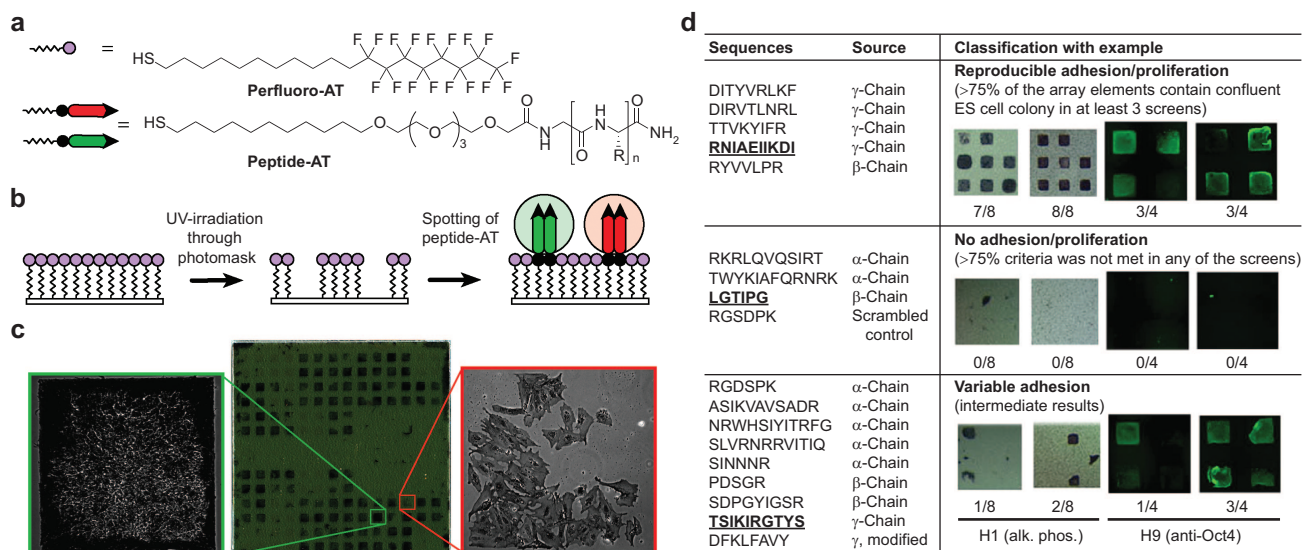 a
=
HS
F F F F F F F F F F F F F F F F F
Perfluoro-AT
=
HS
O
O
3
O
O
N
H
O
H
N
R
n
O
NH2
Peptide-AT
b
UV-irradiation
through
photomask
Spotting of
peptide-AT
c
d
Sequences Source Classification with example
Reproducible adhesion/proliferation
(>75% of the array elements contain confluent
ES cell colony in at least 3 screens)
DITYVRLKF γ-Chain
DIRVTLNRL γ-Chain
TTVKYIFR γ-Chain
RNIAEIIKDI γ-Chain
RYVVLPR β-Chain
7/8 8/8 3/4 3/4
No adhesion/proliferation
(>75% criteria was not met in any of the screens)
RKRLQVQSIRT α-Chain
TWYKIAFQRNRK α-Chain
LGTIPG β-Chain
RGSDPK Scrambled
control
0/8 0/8 0/4 0/4
Variable adhesion
(intermediate results)
RGDSPK α-Chain
ASIKVAVSADR α-Chain
NRWHSIYITRFG α-Chain
SLVRNRRVITIQ α-Chain
SINNNR α-Chain
PDSGR β-Chain
SDPGYIGSR β-Chain
TSIKIRGTYS γ-Chain
DFKLFAVY γ, modified
1/8 2/8 1/4 3/4
H1 (alk. phos.) H9 (anti-Oct4)